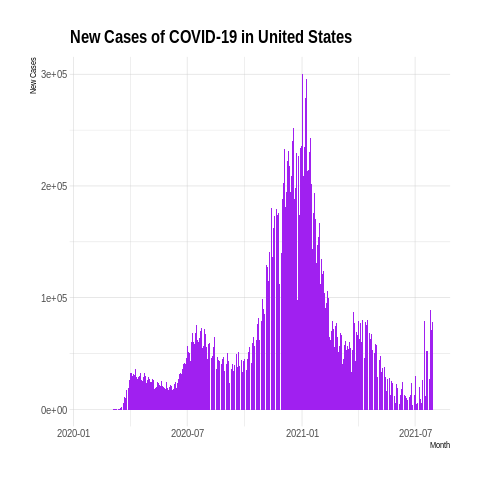 New Cases of COVID-19 in United States
New Cases
3e+05
2e+05
1e+05
0e+00
2020-01 2020-07 2021-01 2021-07
Month